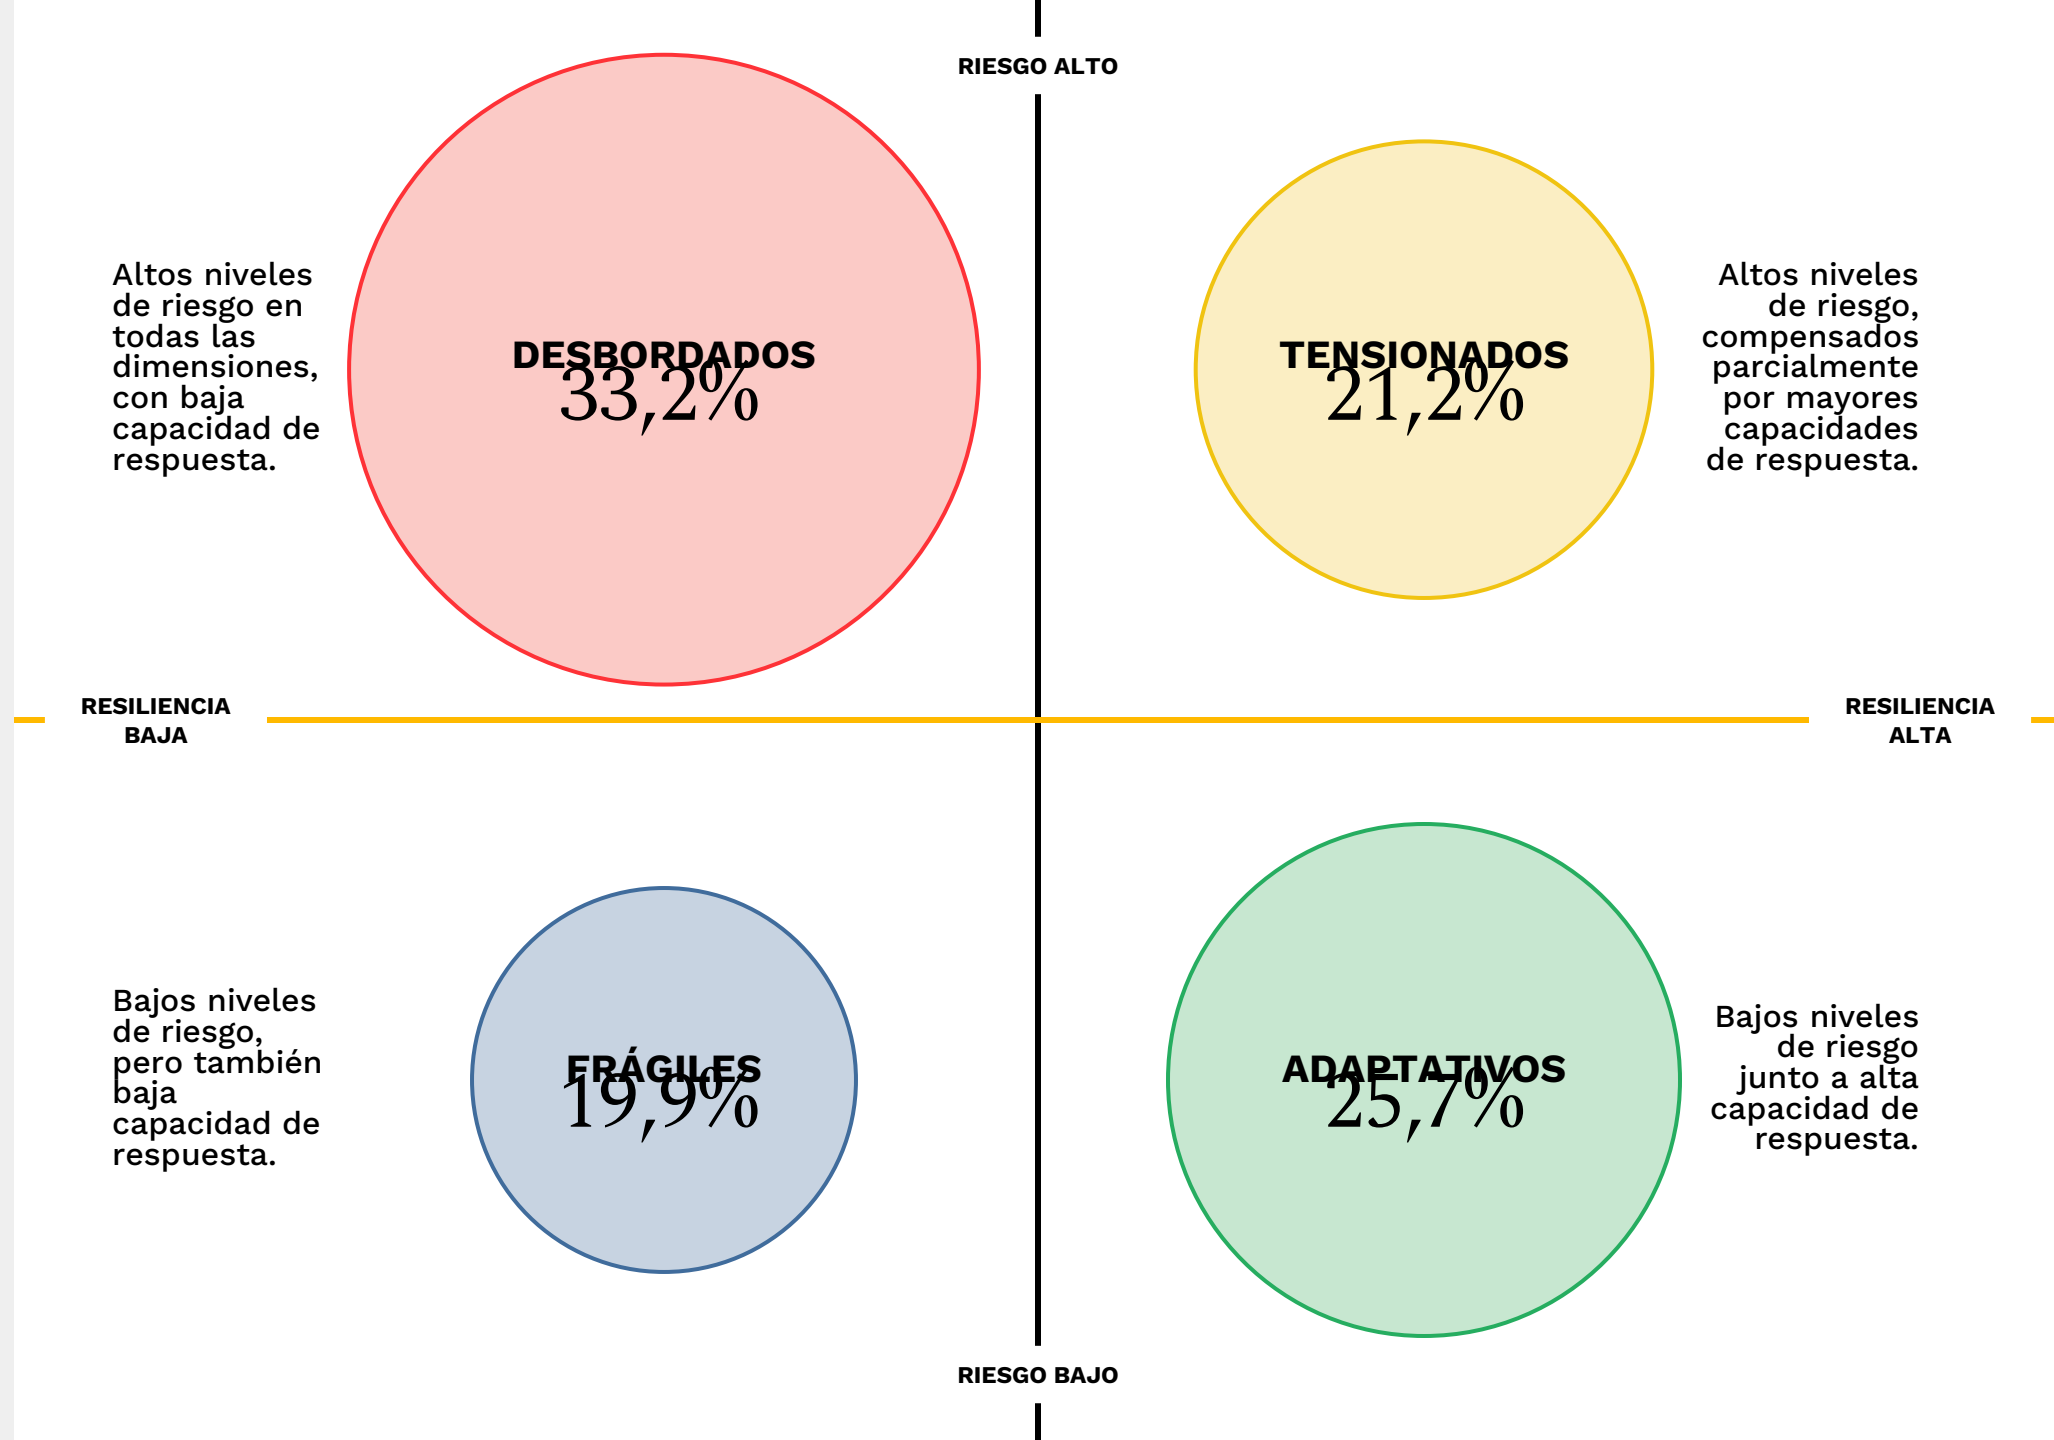 RIESGO ALTO
Altos niveles
de riesgo en
todas las
dimensiones,
con baja
capacidad de
respuesta.
DESBORDADOS
33,2%
TENSIONADOS
21,2%
Altos niveles
de riesgo,
compensados
parcialmente
por mayores
capacidades
de respuesta.
RESILIENCIA
BAJA
RESILIENCIA
ALTA
Bajos niveles
de riesgo,
pero también
baja
capacidad de
respuesta.
FRÁGILES
19,9%
ADAPTATIVOS
25,7%
Bajos niveles
de riesgo
junto a alta
capacidad de
respuesta.
RIESGO BAJO